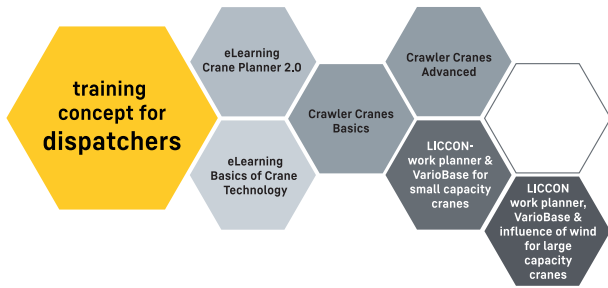 training
concept for
dispatchers
eLearning
Crane Planner 2.0
eLearning
Basics of Crane
Technology
Crawler Cranes
Basics
Crawler Cranes
Advanced
LICCON-
work planner &
VarioBase for
small capacity
cranes
LICCON
work planner,
VarioBase &
influence of wind
for large
capacity
cranes